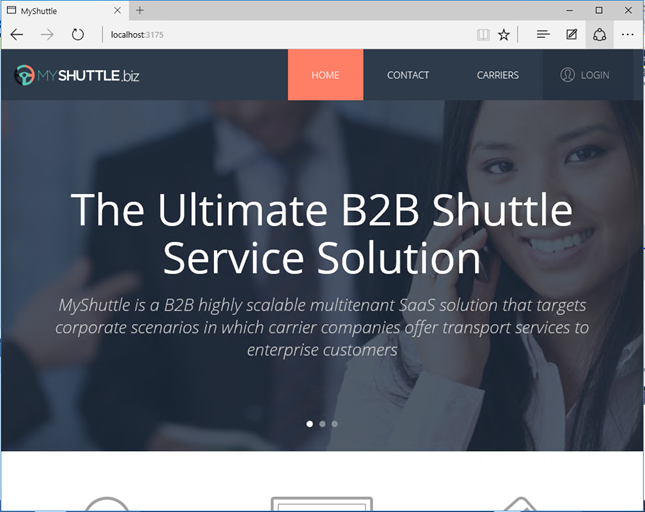 MyShuttle
localhost:3175
MYSHUTTLE.biz
HOME
CONTACT
CARRIERS
LOGIN
The Ultimate B2B Shuttle
Service Solution
MyShuttle is a B2B highly scalable multitenant SaaS solution that targets
corporate scenarios in which carrier companies offer transport services to
enterprise customers